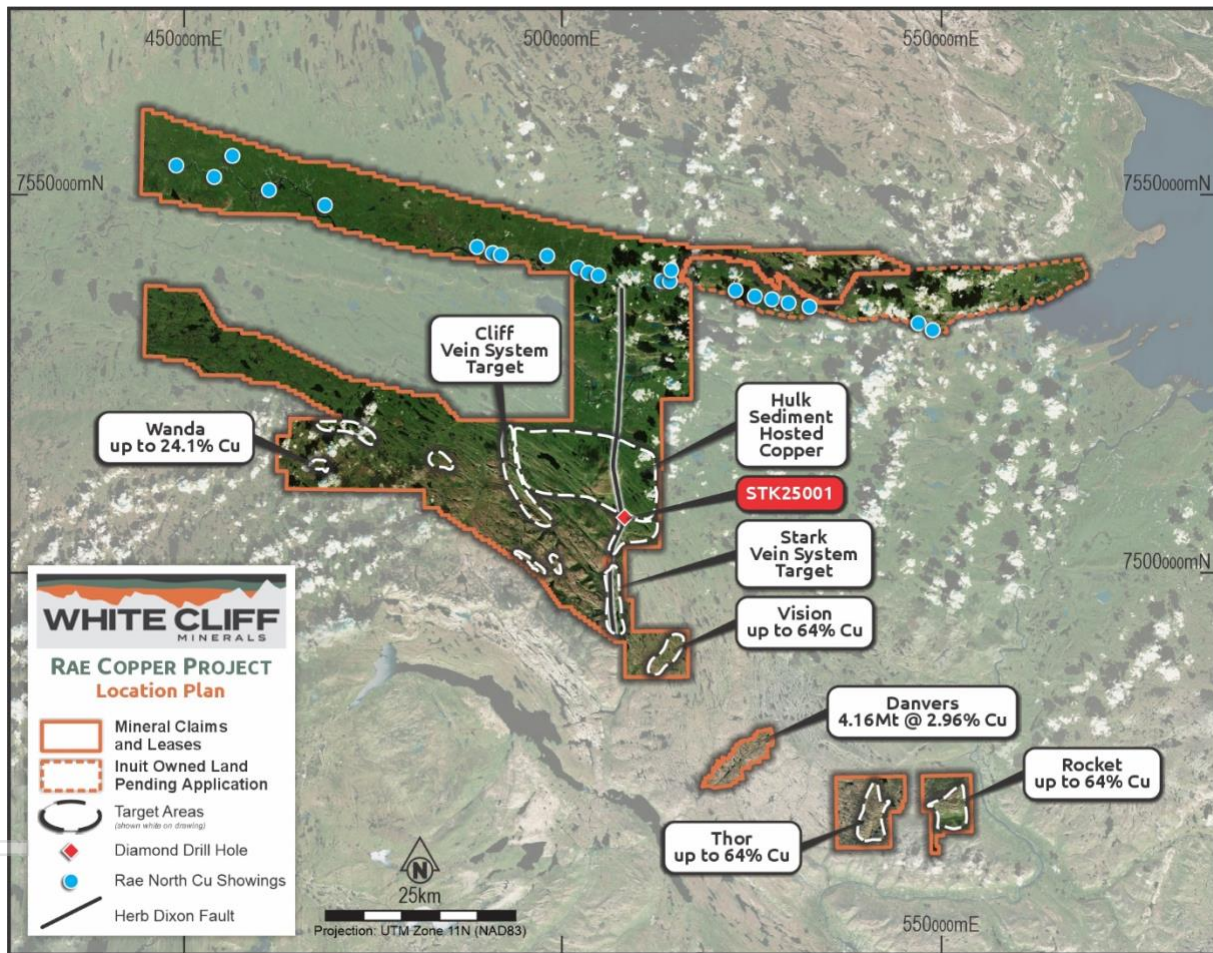 450000mE
500000mE
550000mE
7550000mN
7550000mN
Cliff
Vein System
Target
Wanda
up to 24.1% Cu
Hulk
Sediment
Hosted
Copper
STK25001
Stark
Vein System
Target
7500000mN
Vision
up to 64% Cu
Danvers
4.16Mt @ 2.96% Cu
Rocket
up to 64% Cu
Thor
up to 64% Cu
WHITE CLIFF
MINERALS
RAE COPPER PROJECT
Location Plan
Mineral Claims
and Leases
Inuit Owned Land
Pending Application
Target Areas
(shown white on drawing)
Diamond Drill Hole
Rae North Cu Showings
Herb Dixon Fault
N
25km
Projection: UTM Zone 11N (NAD83)
550000mE